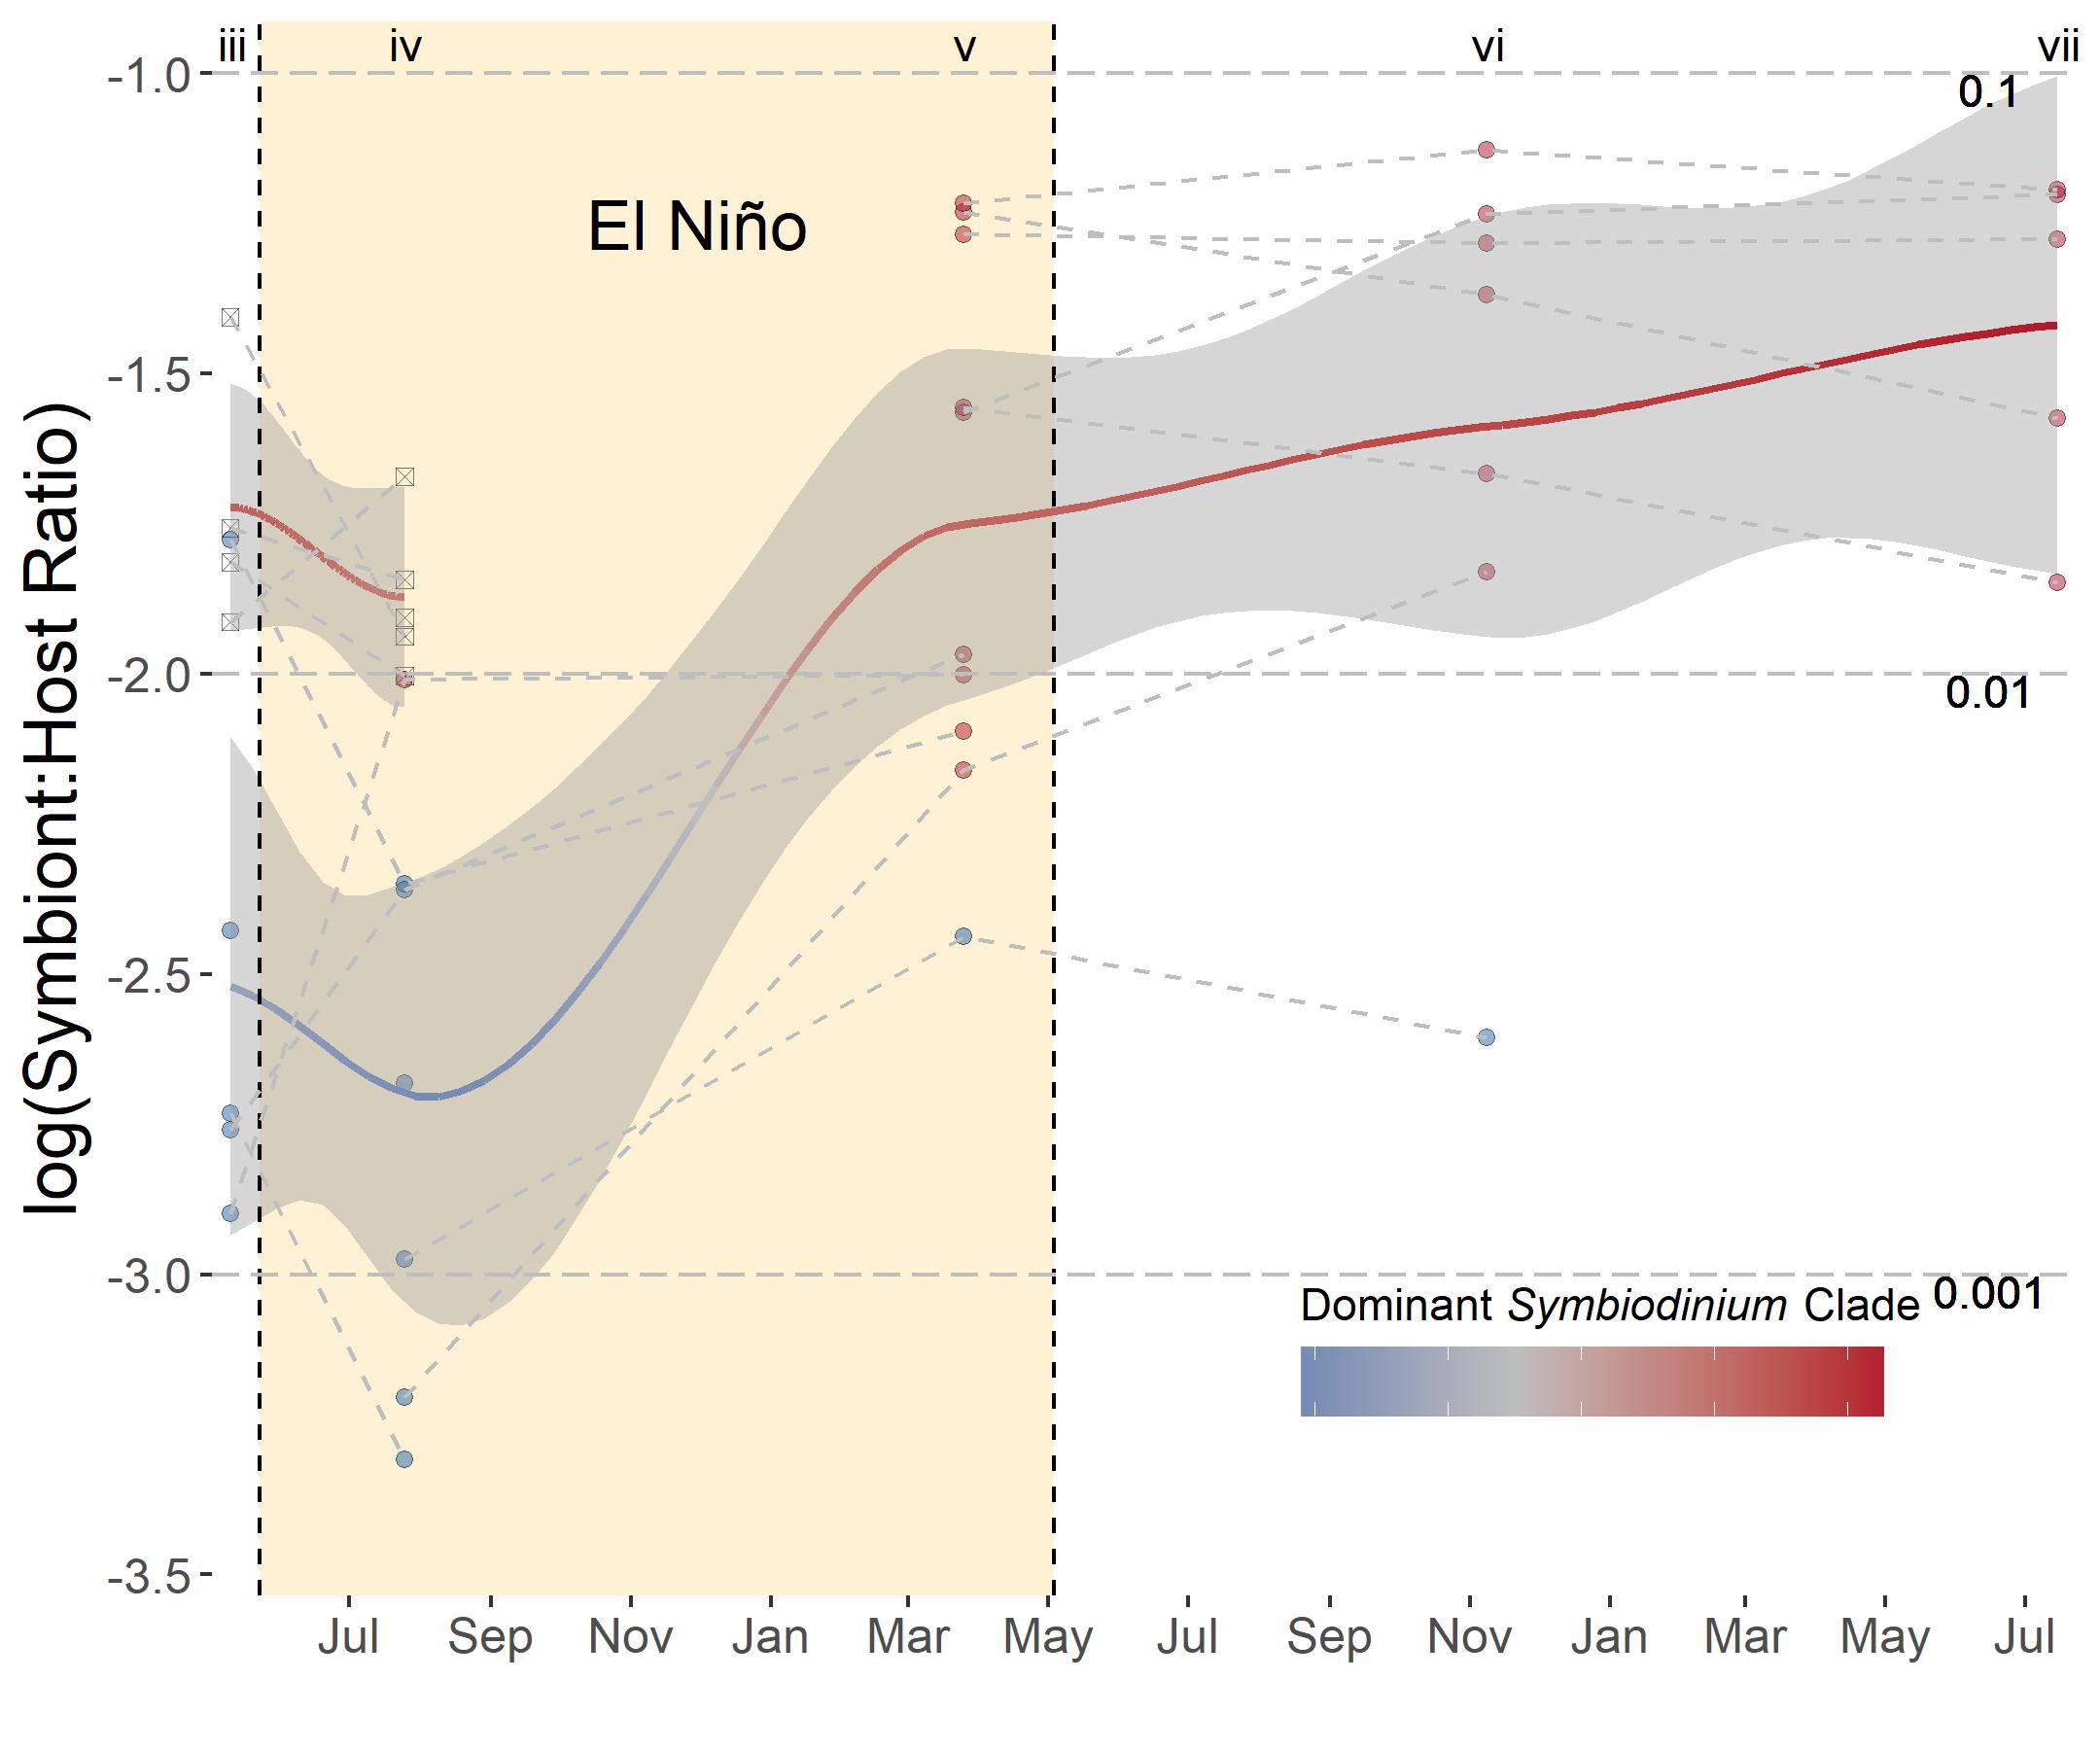 iii iv v vi vii
-1.0
0.1
El Niño
-1.5
-2.0
0.01
-2.5
-3.0
0.001
-3.5
log(Symbiont:Host Ratio)
Dominant Symbiodinium Clade
Jul Sep Nov Jan Mar May Jul Sep Nov Jan Mar May Jul